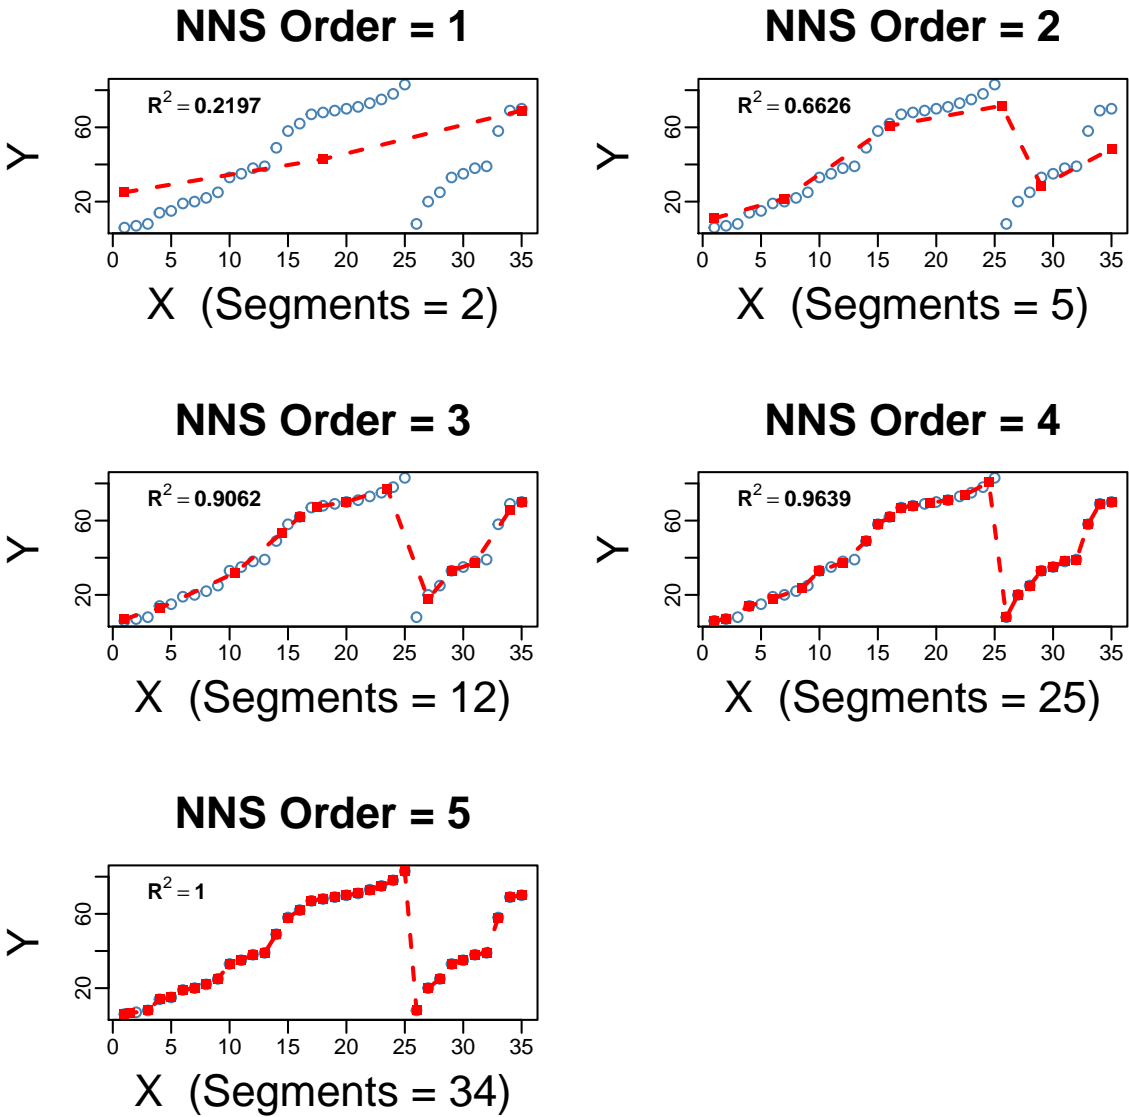 NNS Order = 1
R² = 0.2197
Y
60
20
0 5 10 15 20 25 30 35
X (Segments = 2)
NNS Order = 2
R² = 0.6626
Y
60
20
0 5 10 15 20 25 30 35
X (Segments = 5)
NNS Order = 3
R² = 0.9062
Y
60
20
0 5 10 15 20 25 30 35
X (Segments = 12)
NNS Order = 4
R² = 0.9639
Y
60
20
0 5 10 15 20 25 30 35
X (Segments = 25)
NNS Order = 5
R² = 1
Y
60
20
0 5 10 15 20 25 30 35
X (Segments = 34)